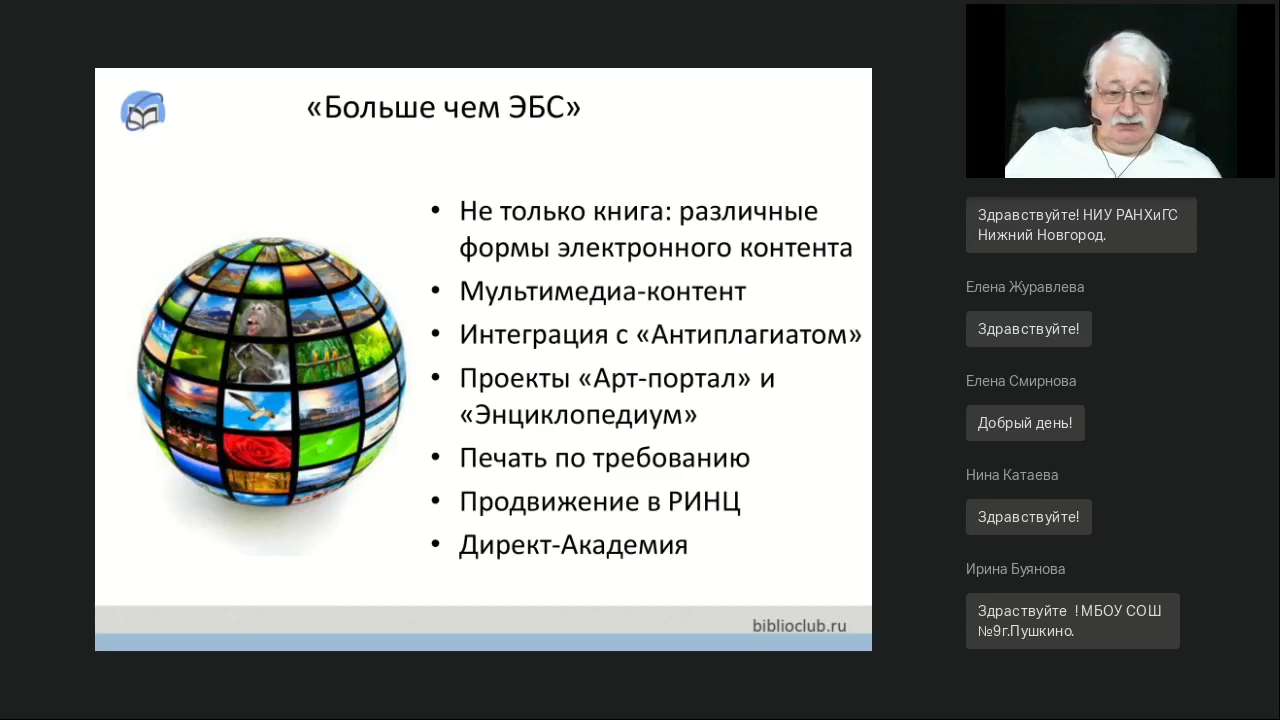 «Больше чем ЭБС»
• Не только книга: различные
формы электронного контента
• Мультимедиа-контент
• Интеграция с «Антиплагиатом»
• Проекты «Арт-портал» и
«Энциклопедиум»
• Печать по требованию
• Продвижение в РИНЦ
• Директ-Академия
biblioclub.ru
Здравствуйте! НИУ РАНХиГС
Нижний Новгород.
Елена Журавлева
Здравствуйте!
Елена Смирнова
Добрый день!
Нина Катаева
Здравствуйте!
Ирина Буянова
Здраствуйте  ! МБОУ СОШ
№9г.Пушкино.